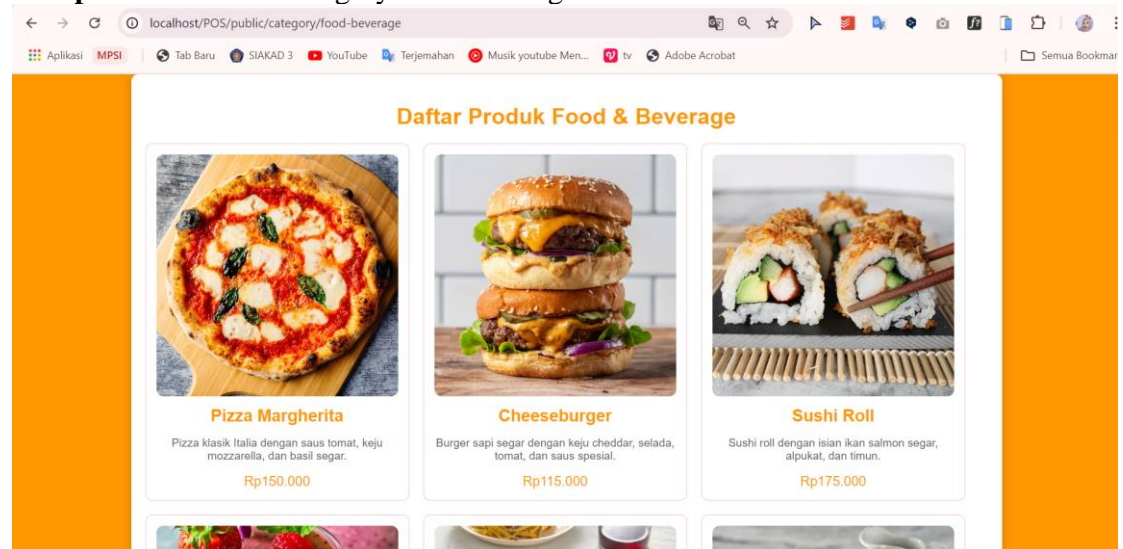 localhost/POS/public/category/food-beverage
Aplikasi MPSI Tab Baru SIAKAD 3 YouTube Terjemahan Musik youtube Men... tv Adobe Acrobat Semua Bookmar
Daftar Produk Food & Beverage
Pizza Margherita
Pizza klasik Italia dengan saus tomat, keju
mozzarella, dan basil segar.
Rp150.000
Cheeseburger
Burger sapi segar dengan keju cheddar, selada,
tomat, dan saus spesial.
Rp115.000
Sushi Roll
Sushi roll dengan isian ikan salmon segar,
alpukat, dan timun.
Rp175.000